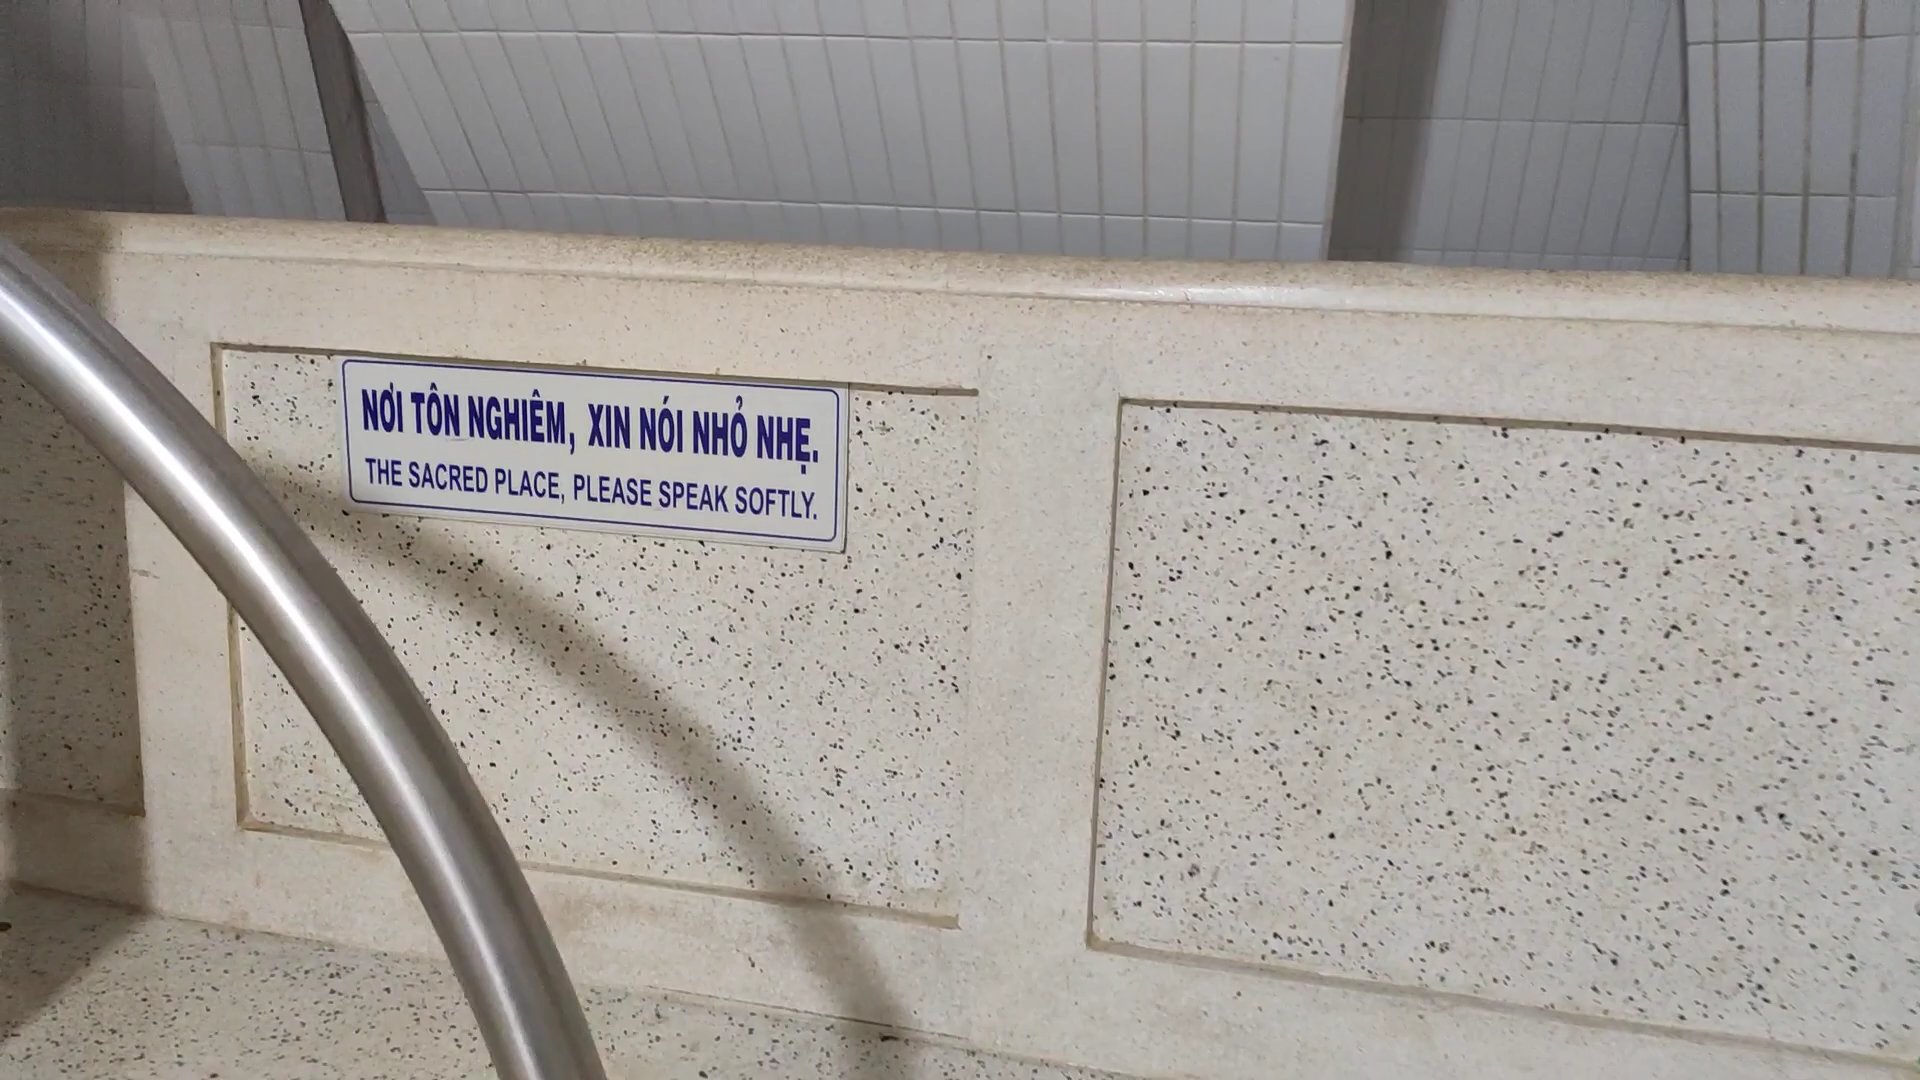 NƠI TÔN NGHIÊM, XIN NÓI NHỎ NHẸ.
THE SACRED PLACE, PLEASE SPEAK SOFTLY.